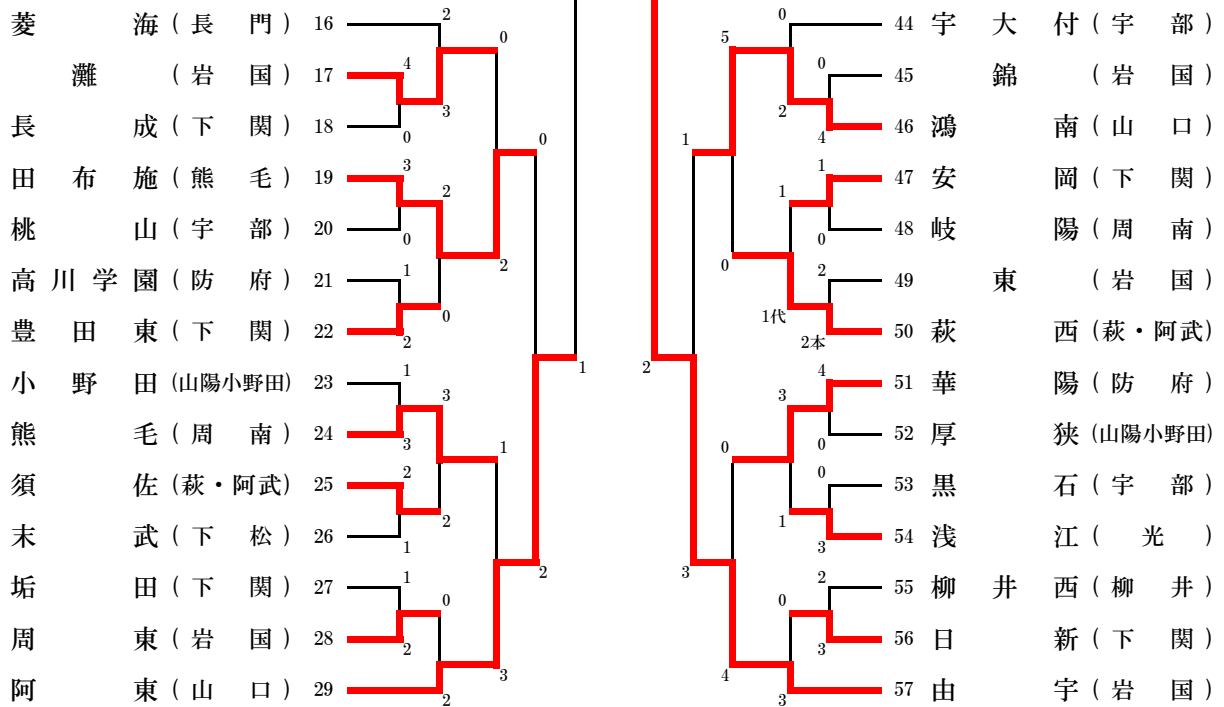 菱海(長門) 16
灘(岩国) 17
長成(下関) 18
田布施(熊毛) 19
桃山(宇部) 20
高川学園(防府) 21
豊田東(下関) 22
小野田(山陽小野田) 23
熊毛(周南) 24
須佐(萩・阿武) 25
末武(下松) 26
垢田(下関) 27
周東(岩国) 28
阿東(山口) 29
2
4
0
3
3
0
2
0
1
0
2
1
3
2
1
1
2
2
0
2
0
2
3
2
0
1
3
0
2
1
2
1
3
5
0
4
1
0
3
0
2
1
1代
3
1
0
3
0
4
1
0
2
2本
4
0
0
3
2
3
44 宇大付(宇部)
45 錦(岩国)
46 鴻南(山口)
47 安岡(下関)
48 岐陽(周南)
49 東(岩国)
50 萩西(萩・阿武)
51 華陽(防府)
52 厚狭(山陽小野田)
53 黒石(宇部)
54 浅江(光)
55 柳井西(柳井)
56 日新(下関)
57 由宇(岩国)